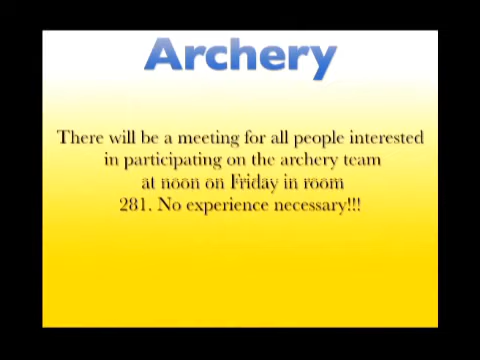 Archery
There will be a meeting for all people interested
in participating on the archery team
at noon on Friday in room
281. No experience necessary!!!